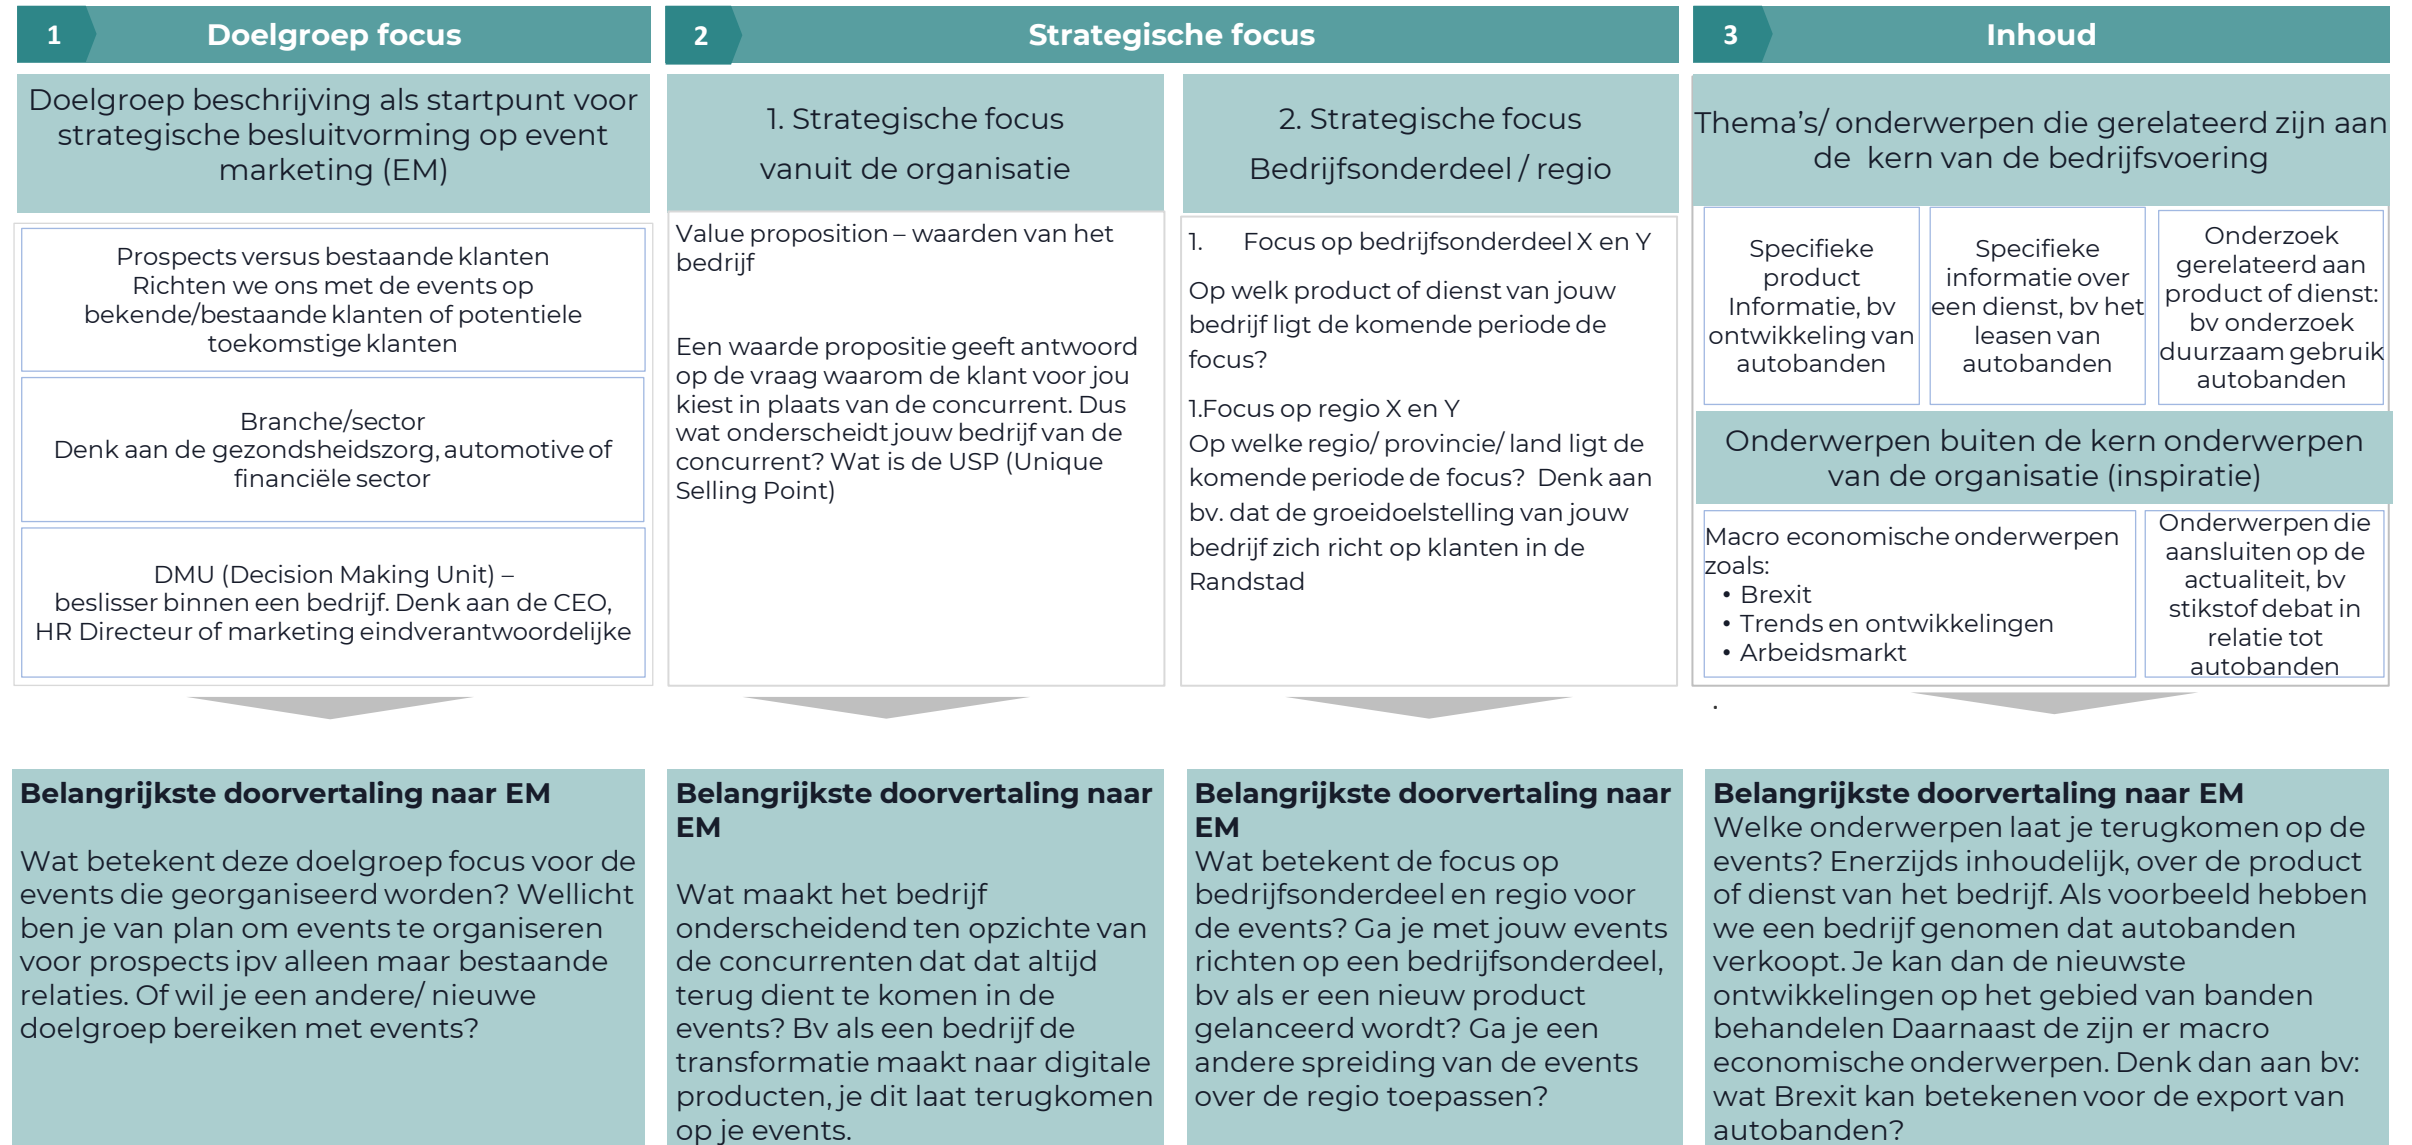 1
Doelgroep focus
Doelgroep beschrijving als startpunt voor
strategische besluitvorming op event
marketing (EM)
Prospects versus bestaande klanten
Richten we ons met de events op
bekende/bestaande klanten of potentiele
toekomstige klanten
Branche/sector
Denk aan de gezondsheidszorg, automotive of
financiële sector
DMU (Decision Making Unit) –
beslisser binnen een bedrijf. Denk aan de CEO,
HR Directeur of marketing eindverantwoordelijke
Belangrijkste doorvertaling naar EM
Wat betekent deze doelgroep focus voor de
events die georganiseerd worden? Wellicht
ben je van plan om events te organiseren
voor prospects ipv alleen maar bestaande
relaties. Of wil je een andere/ nieuwe
doelgroep bereiken met events?
2
Strategische focus
1. Strategische focus
vanuit de organisatie
Value proposition – waarden van het
bedrijf
Een waarde propositie geeft antwoord
op de vraag waarom de klant voor jou
kiest in plaats van de concurrent. Dus
wat onderscheidt jouw bedrijf van de
concurrent? Wat is de USP (Unique
Selling Point)
Belangrijkste doorvertaling naar
EM
Wat maakt het bedrijf
onderscheidend ten opzichte van
de concurrenten dat dat altijd
terug dient te komen in de
events? Bv als een bedrijf de
transformatie maakt naar digitale
producten, je dit laat terugkomen
op je events.
2. Strategische focus
Bedrijfsonderdeel / regio
1. Focus op bedrijfsonderdeel X en Y
Op welk product of dienst van jouw
bedrijf ligt de komende periode de
focus?
1.Focus op regio X en Y
Op welke regio/ provincie/ land ligt de
komende periode de focus? Denk aan
bv. dat de groeidoelstelling van jouw
bedrijf zich richt op klanten in de
Randstad
Belangrijkste doorvertaling naar
EM
Wat betekent de focus op
bedrijfsonderdeel en regio voor
de events? Ga je met jouw events
richten op een bedrijfsonderdeel,
bv als er een nieuw product
gelanceerd wordt? Ga je een
andere spreiding van de events
over de regio toepassen?
3
Inhoud
Thema's/ onderwerpen die gerelateerd zijn aan
de kern van de bedrijfsvoering
Specifieke
product
Informatie, bv
ontwikkeling van
autobanden
Specifieke
informatie over
een dienst, bv het
leasen van
autobanden
Onderzoek
gerelateerd aan
product of dienst:
bv onderzoek
duurzaam gebruik
autobanden
Onderwerpen buiten de kern onderwerpen
van de organisatie (inspiratie)
Macro economische onderwerpen
zoals:
• Brexit
• Trends en ontwikkelingen
• Arbeidsmarkt
Onderwerpen die
aansluiten op de
actualiteit, bv
stikstof debat in
relatie tot
autobanden
.
Belangrijkste doorvertaling naar EM
Welke onderwerpen laat je terugkomen op de
events? Enerzijds inhoudelijk, over de product
of dienst van het bedrijf. Als voorbeeld hebben
we een bedrijf genomen dat autobanden
verkoopt. Je kan dan de nieuwste
ontwikkelingen op het gebied van banden
behandelen Daarnaast de zijn er macro
economische onderwerpen. Denk dan aan bv:
wat Brexit kan betekenen voor de export van
autobanden?